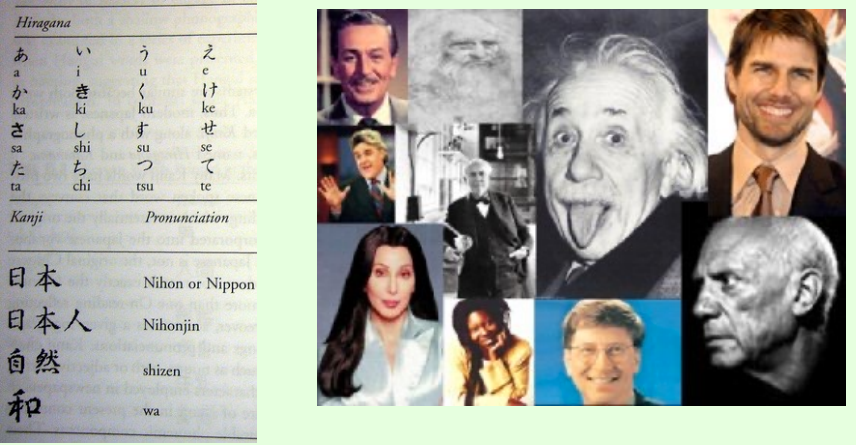 Hiragana
あ い う え
a i u e
か き く け
ka ki ku ke
さ し す せ
sa shi su se
た ち つ て
ta chi tsu te
Kanji Pronunciation
日本 Nihon or Nippon
日本人 Nihonjin
自然 shizen
和 wa